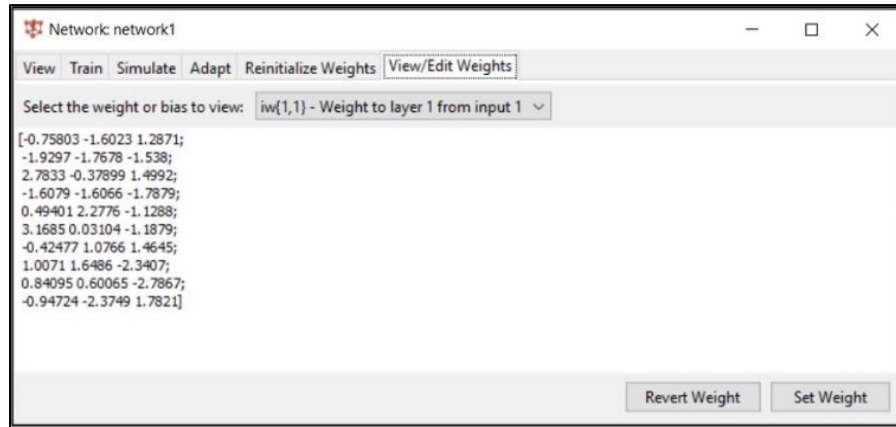 Network: network1
View Train Simulate Adapt Reinitialize Weights View/Edit Weights
Select the weight or bias to view: iw{1,1} - Weight to layer 1 from input 1
[-0.75803 -1.6023 1.2871;
-1.9297 -1.7678 -1.538;
2.7833 -0.37899 1.4992;
-1.6079 -1.6066 -1.7879;
0.49401 2.2776 -1.1288;
3.1685 0.03104 -1.1879;
-0.42477 1.0766 1.4645;
1.0071 1.6486 -2.3407;
0.84095 0.60065 -2.7867;
-0.94724 -2.3749 1.7821]
Revert Weight Set Weight